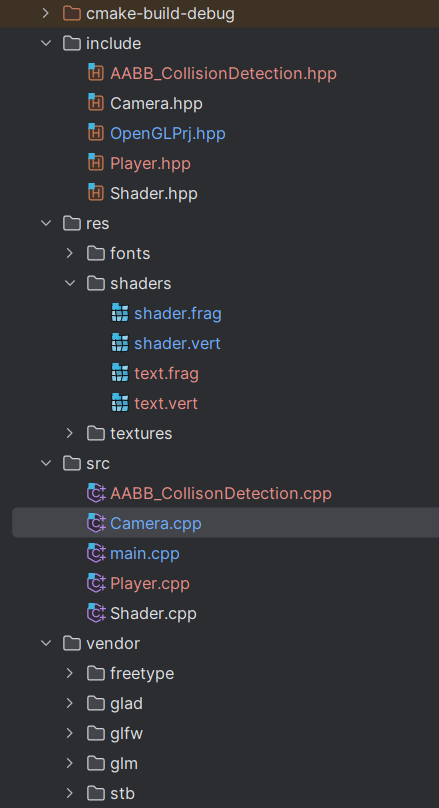 cmake-build-debug
include
AABB_CollisionDetection.hpp
Camera.hpp
OpenGLPrj.hpp
Player.hpp
Shader.hpp
res
fonts
shaders
shader.frag
shader.vert
text.frag
text.vert
textures
src
AABB_CollisonDetection.cpp
Camera.cpp
main.cpp
Player.cpp
Shader.cpp
vendor
freetype
glad
glfw
glm
stb